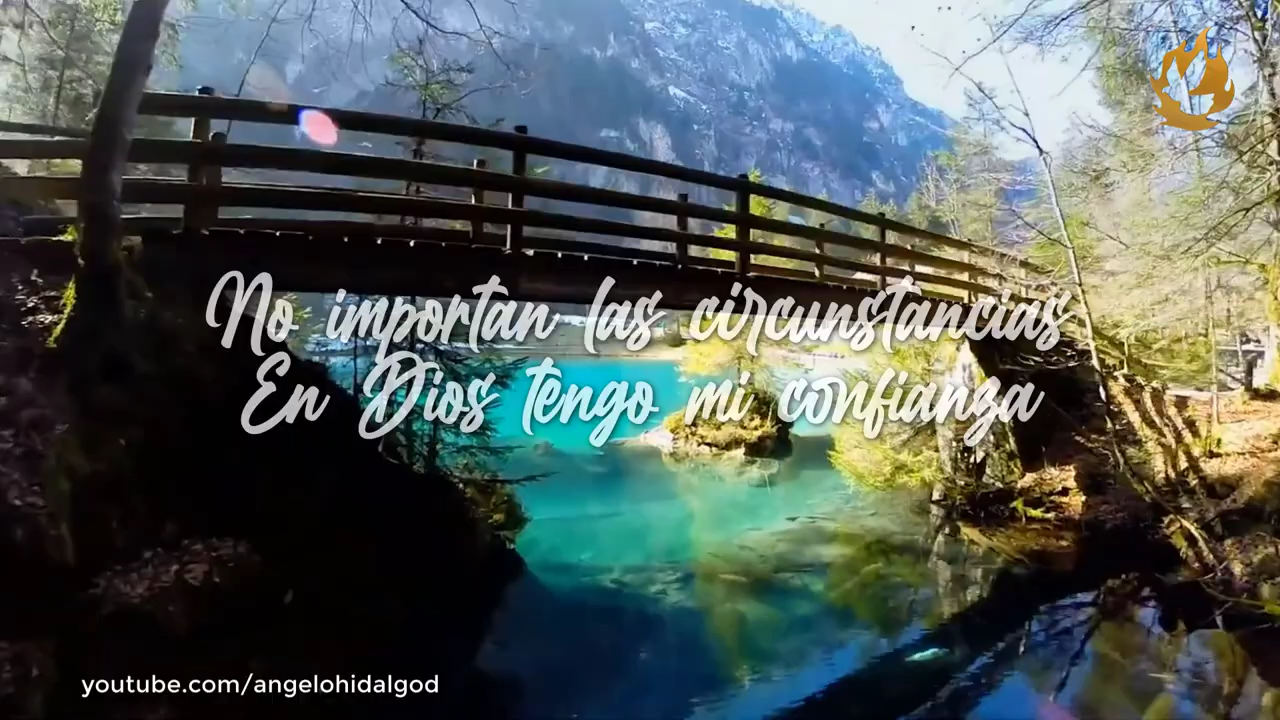 No importan las circunstancias
En Dios tengo mi confianza
youtube.com/angelohidalgod